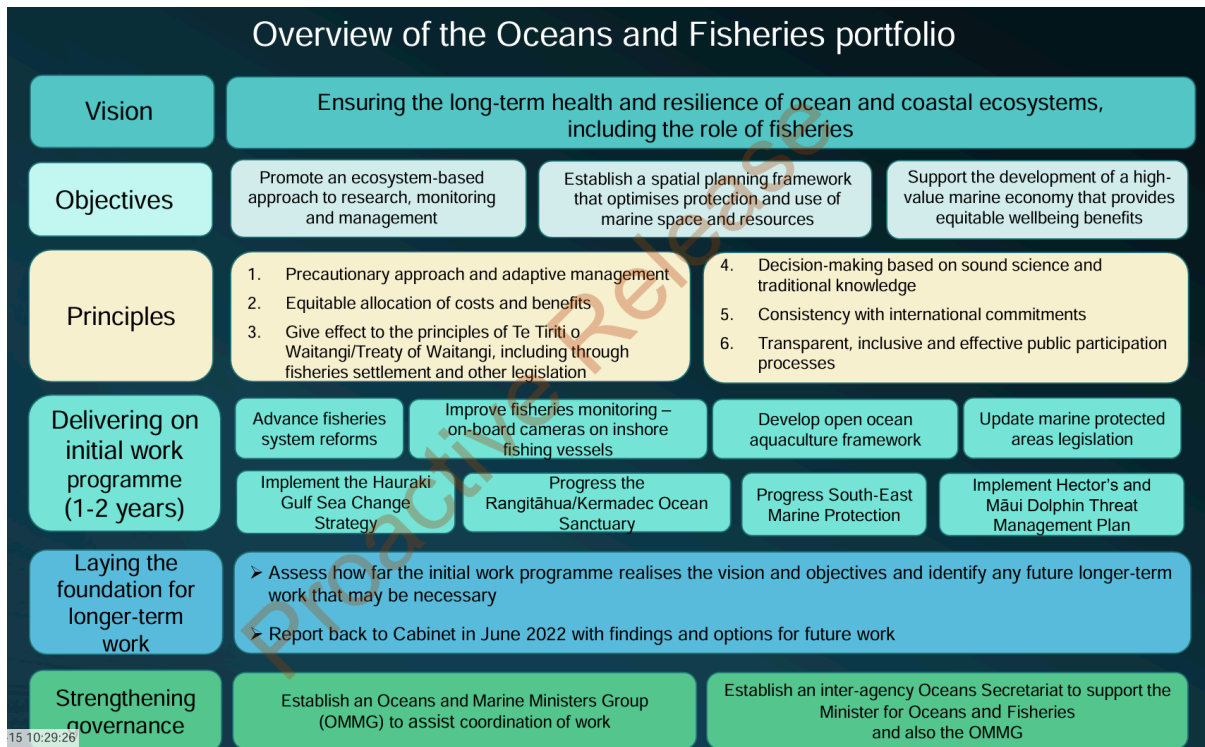 Overview of the Oceans and Fisheries portfolio
Vision
Ensuring the long-term health and resilience of ocean and coastal ecosystems,
including the role of fisheries
Objectives
Promote an ecosystem-based
approach to research, monitoring
and management
Establish a spatial planning framework
that optimises protection and use of
marine space and resources
Support the development of a high-
value marine economy that provides
equitable wellbeing benefits
Principles
1. Precautionary approach and adaptive management
2. Equitable allocation of costs and benefits
3. Give effect to the principles of Te Tiriti o
Waitangi/Treaty of Waitangi, including through
fisheries settlement and other legislation
4. Decision-making based on sound science and
traditional knowledge
5. Consistency with international commitments
6. Transparent, inclusive and effective public participation
processes
Delivering on
initial work
programme
(1-2 years)
Advance fisheries
system reforms
Improve fisheries monitoring –
on-board cameras on inshore
fishing vessels
Develop open ocean
aquaculture framework
Update marine protected
areas legislation
Implement the Hauraki
Gulf Sea Change
Strategy
Progress the
Rangitāhua/Kermadec Ocean
Sanctuary
Progress South-East
Marine Protection
Implement Hector's and
Māui Dolphin Threat
Management Plan
Laying the
foundation for
longer-term
work
➢ Assess how far the initial work programme realises the vision and objectives and identify any future longer-term
work that may be necessary
➢ Report back to Cabinet in June 2022 with findings and options for future work
Strengthening
governance
Establish an Oceans and Marine Ministers Group
(OMMG) to assist coordination of work
Establish an inter-agency Oceans Secretariat to support the
Minister for Oceans and Fisheries
and also the OMMG
Proactive Release
15 10:29:26